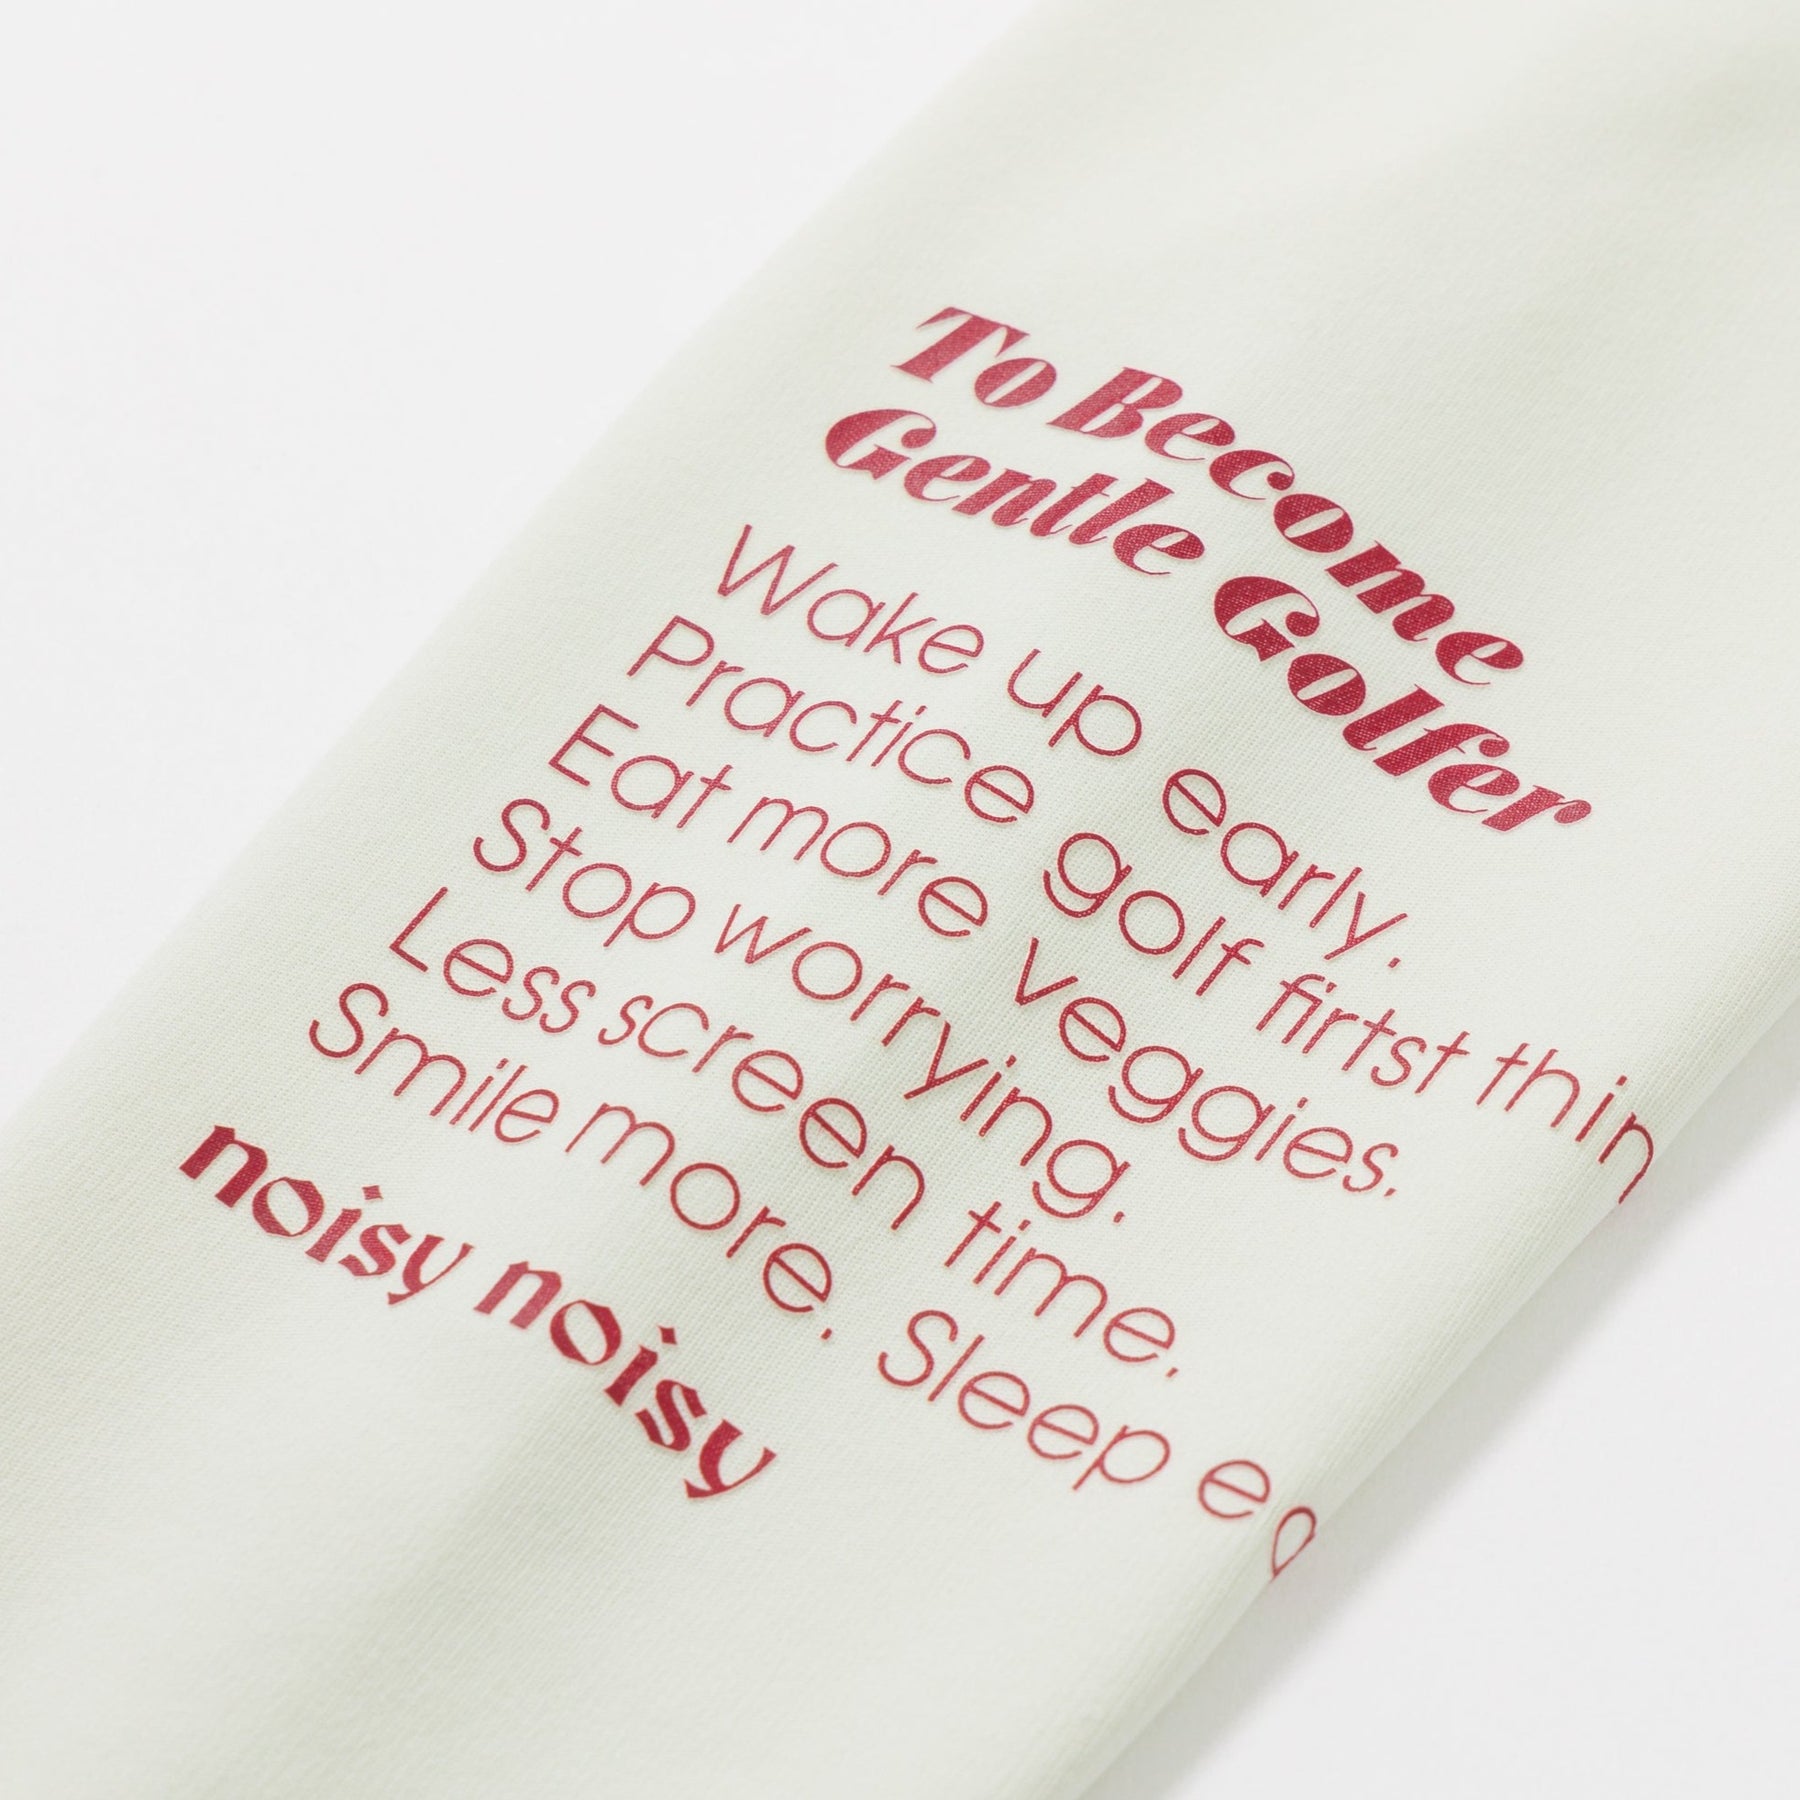 To Become
Gentle Golfer
Wake up early.
Practice golf firtst thin
Eat more veggies.
Stop worrying.
Less screen time.
Smile more. Sleep
noisy noisy